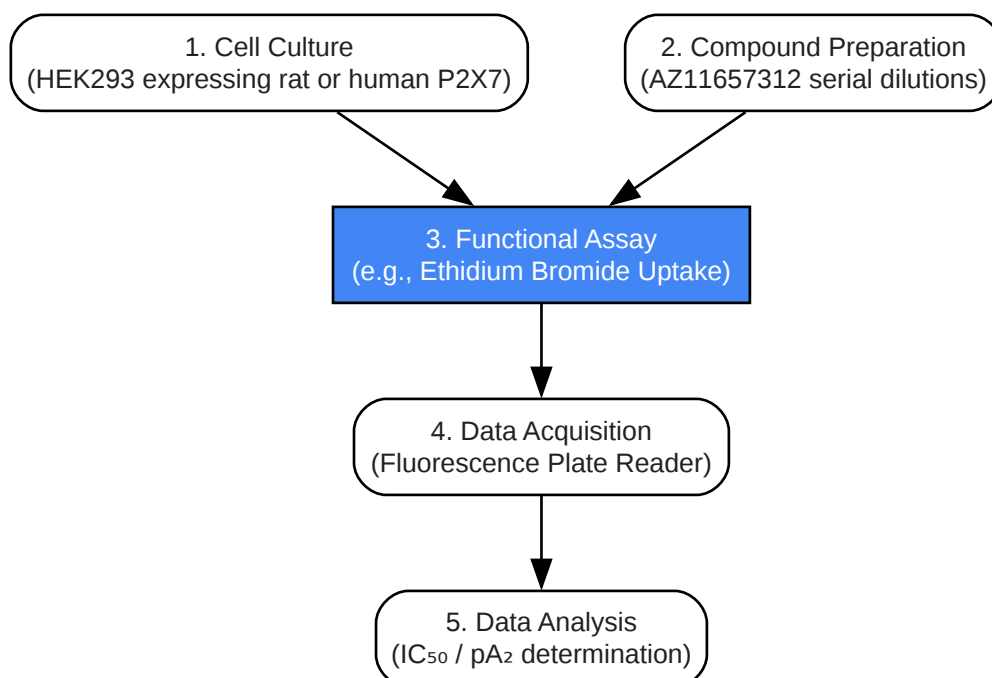 1. Cell Culture
(HEK293 expressing rat or human P2X7)
2. Compound Preparation
(AZ11657312 serial dilutions)
3. Functional Assay
(e.g., Ethidium Bromide Uptake)
4. Data Acquisition
(Fluorescence Plate Reader)
5. Data Analysis
(IC₅₀ / pA₂ determination)